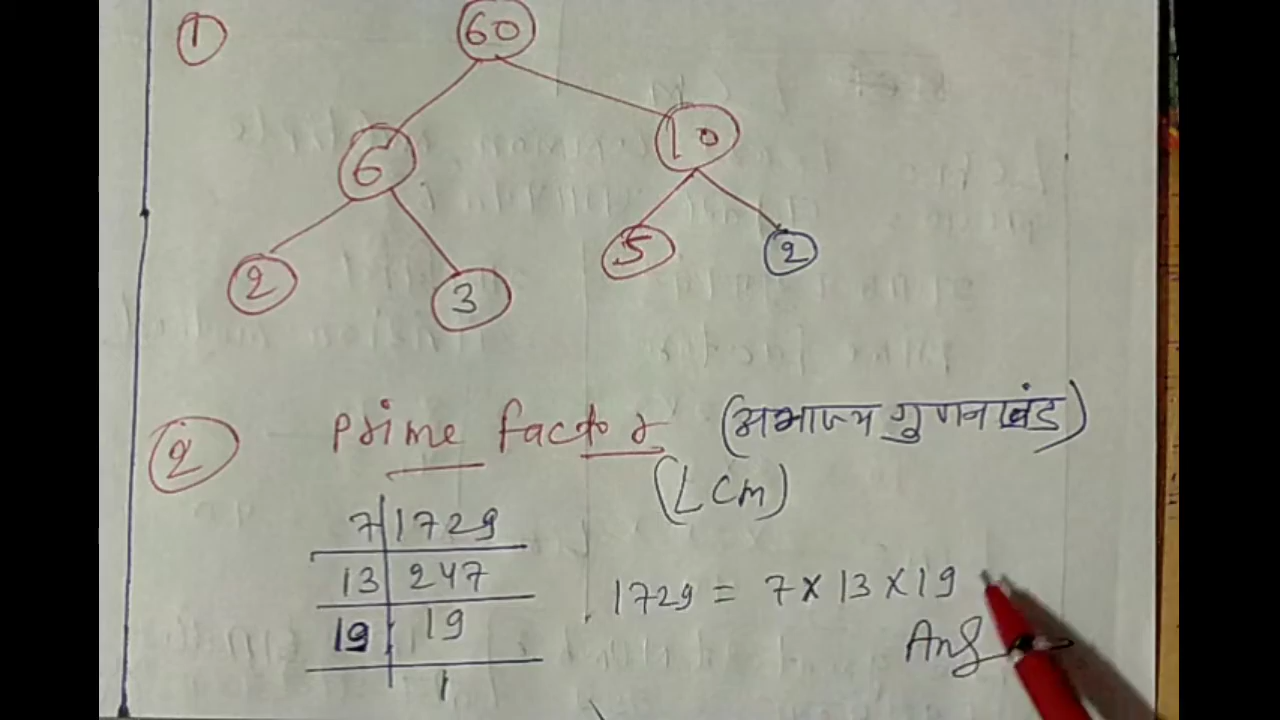 ① 60
6 10
2 3 5 2
② Prime factor (अभाज्य गुणनखंड)
(LCM)
7 | 1729
13 | 247
19 | 19
1
1729 = 7 × 13 × 19
Ans